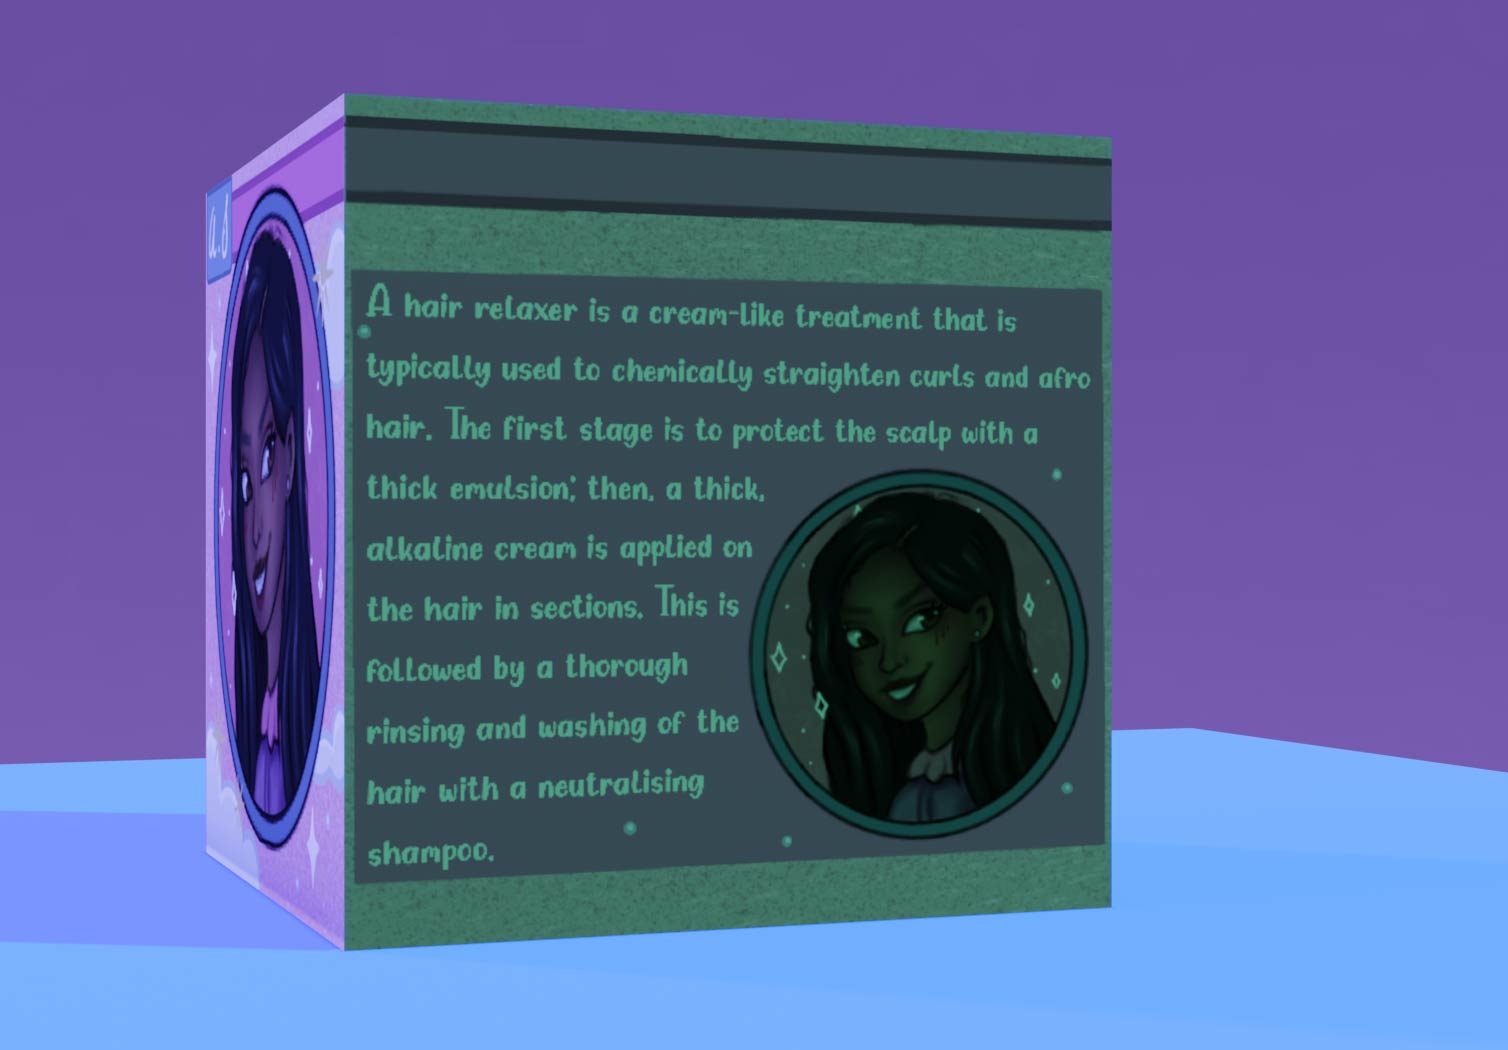 a.s
A hair relaxer is a cream-like treatment that is
typically used to chemically straighten curls and afro
hair. The first stage is to protect the scalp with a
thick emulsion; then, a thick,
alkaline cream is applied on
the hair in sections. This is
followed by a thorough
rinsing and washing of the
hair with a neutralising
shampoo.